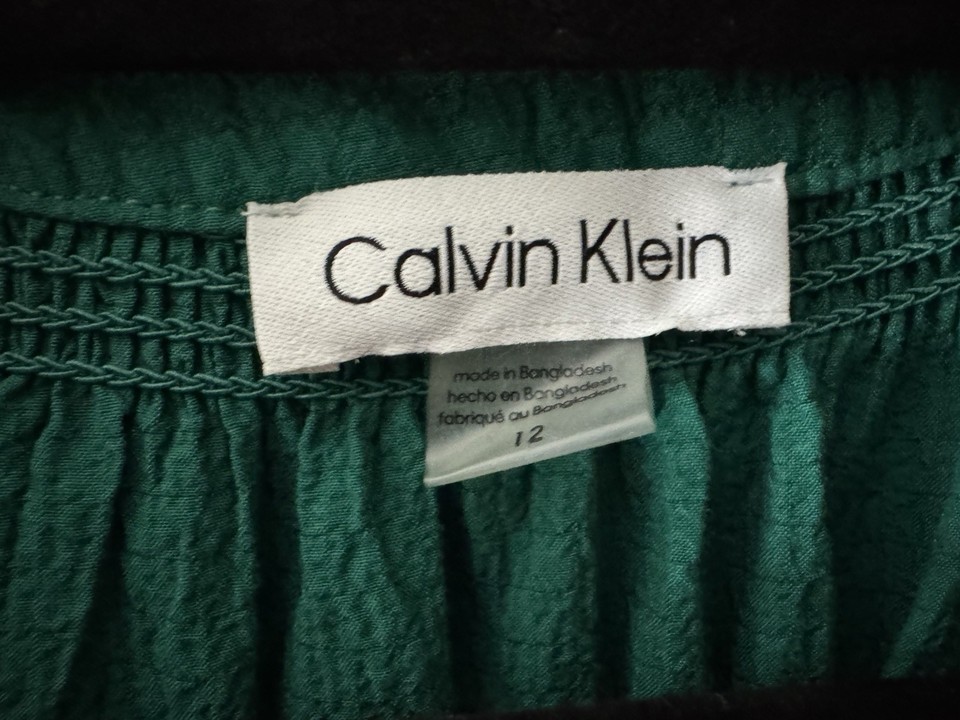 Calvin Klein
made in Bangladesh
hecho en Bangladesh
fabriqué au Bangladesh
12